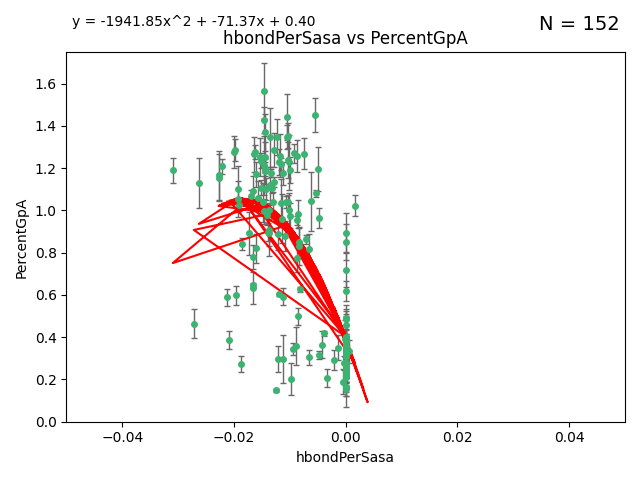 y = -1941.85x^2 + -71.37x + 0.40
N = 152
hbondPerSasa vs PercentGpA
1.6
1.4
1.2
1.0
0.8
0.6
0.4
0.2
0.0
PercentGpA
−0.04 −0.02 0.00 0.02 0.04
hbondPerSasa